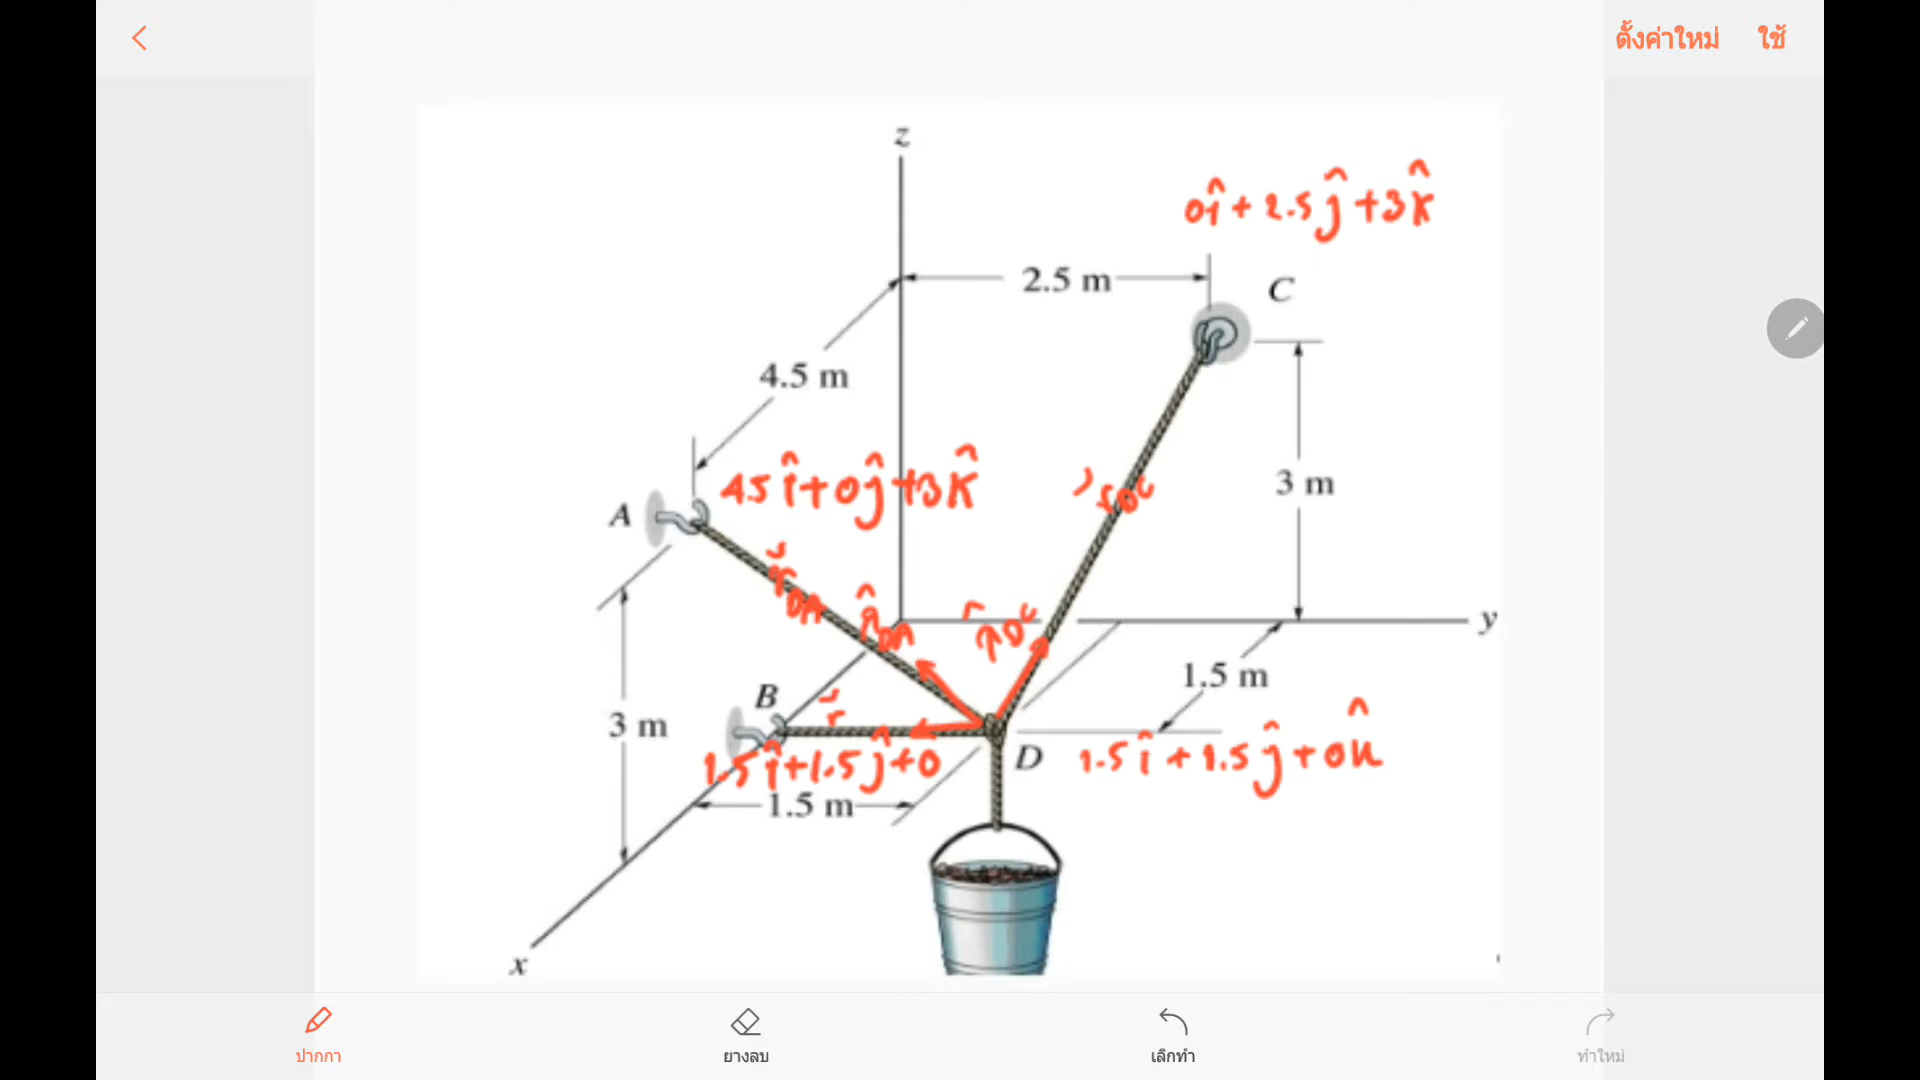 ตั้งค่าใหม่ ใช้
z
0î + 2.5ĵ + 3k̂
2.5 m
C
4.5 m
45î + 0ĵ + 3k̂
3 m
A
r⃗DA
n̂DA
y
B
1.5 m
3 m
1.5î + 1.5ĵ + 0
D
1.5î + 1.5ĵ + 0k̂
1.5 m
x
ปากกา ยางลบ เลิกทำ ทำใหม่